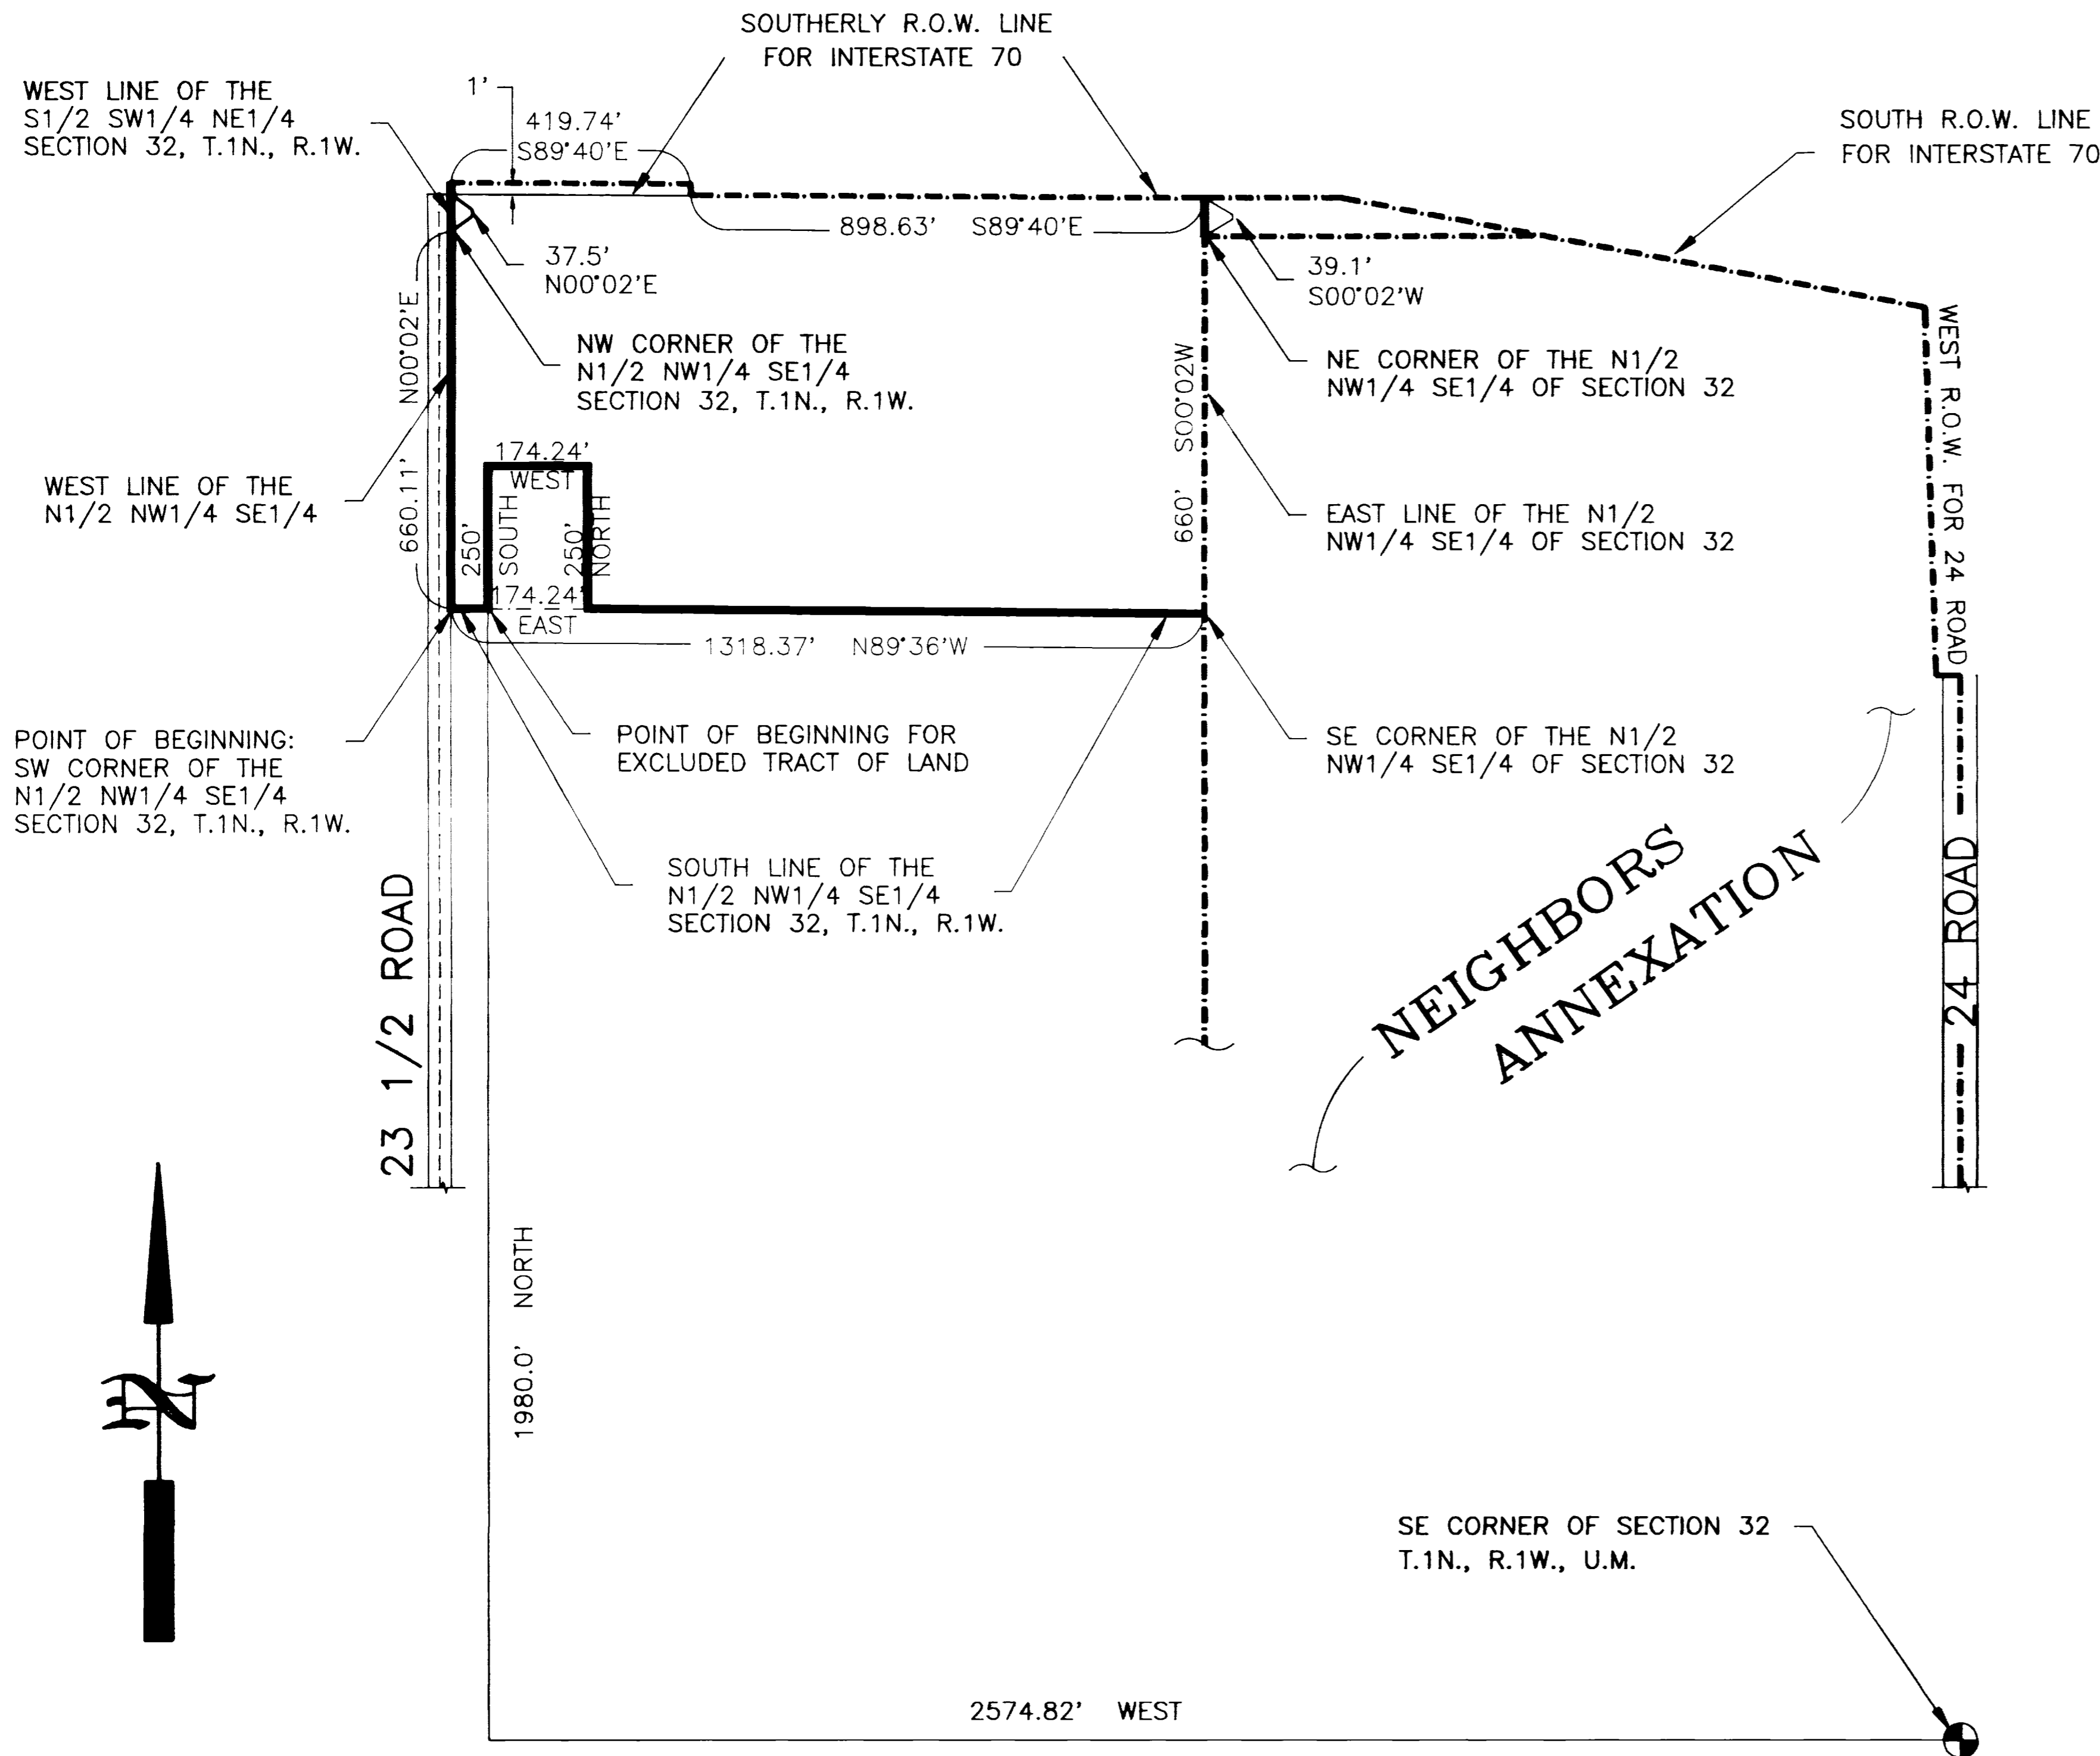 SOUTHERLY R.O.W. LINE
FOR INTERSTATE 70
WEST LINE OF THE
S1/2 SW1/4 NE1/4
SECTION 32, T.1N., R.1W.
1'
419.74'
S89°40'E
SOUTH R.O.W. LINE
FOR INTERSTATE 70
898.63' S89°40'E
37.5'
N00°02'E
39.1'
S00°02'W
N00°02'E
660.11'
NW CORNER OF THE
N1/2 NW1/4 SE1/4
SECTION 32, T.1N., R.1W.
S00°02W
660'
NE CORNER OF THE N1/2
NW1/4 SE1/4 OF SECTION 32
WEST R.O.W. FOR 24 ROAD
WEST LINE OF THE
N1/2 NW1/4 SE1/4
174.24'
WEST
250'
SOUTH
250'
NORTH
174.24'
EAST
EAST LINE OF THE N1/2
NW1/4 SE1/4 OF SECTION 32
1318.37' N89°36'W
POINT OF BEGINNING:
SW CORNER OF THE
N1/2 NW1/4 SE1/4
SECTION 32, T.1N., R.1W.
POINT OF BEGINNING FOR
EXCLUDED TRACT OF LAND
SE CORNER OF THE N1/2
NW1/4 SE1/4 OF SECTION 32
SOUTH LINE OF THE
N1/2 NW1/4 SE1/4
SECTION 32, T.1N., R.1W.
23 1/2 ROAD
NEIGHBORS
ANNEXATION
24 ROAD
1980.0' NORTH
N
SE CORNER OF SECTION 32
T.1N., R.1W., U.M.
2574.82' WEST